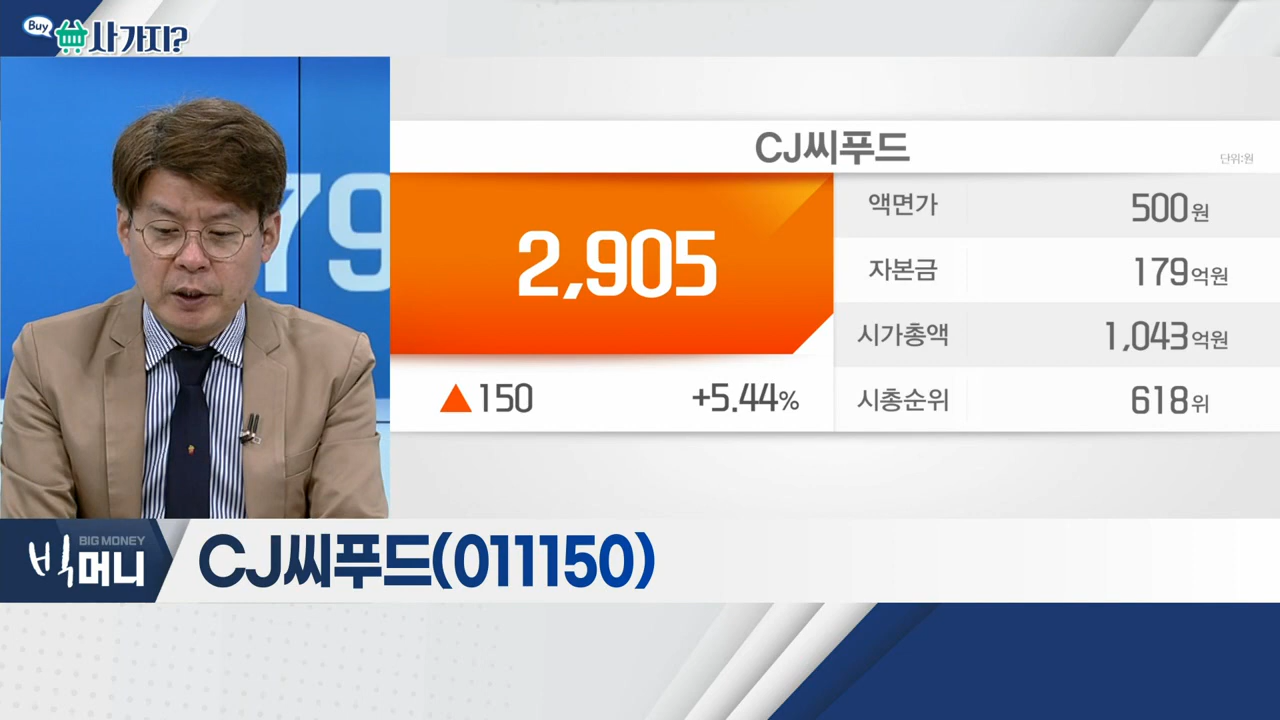 Buy
사가지?
79
CJ씨푸드
단위:원
2,905
▲150 +5.44%
액면가 500원
자본금 179억원
시가총액 1,043억원
시총순위 618위
BIG MONEY
빅머니
CJ씨푸드(011150)